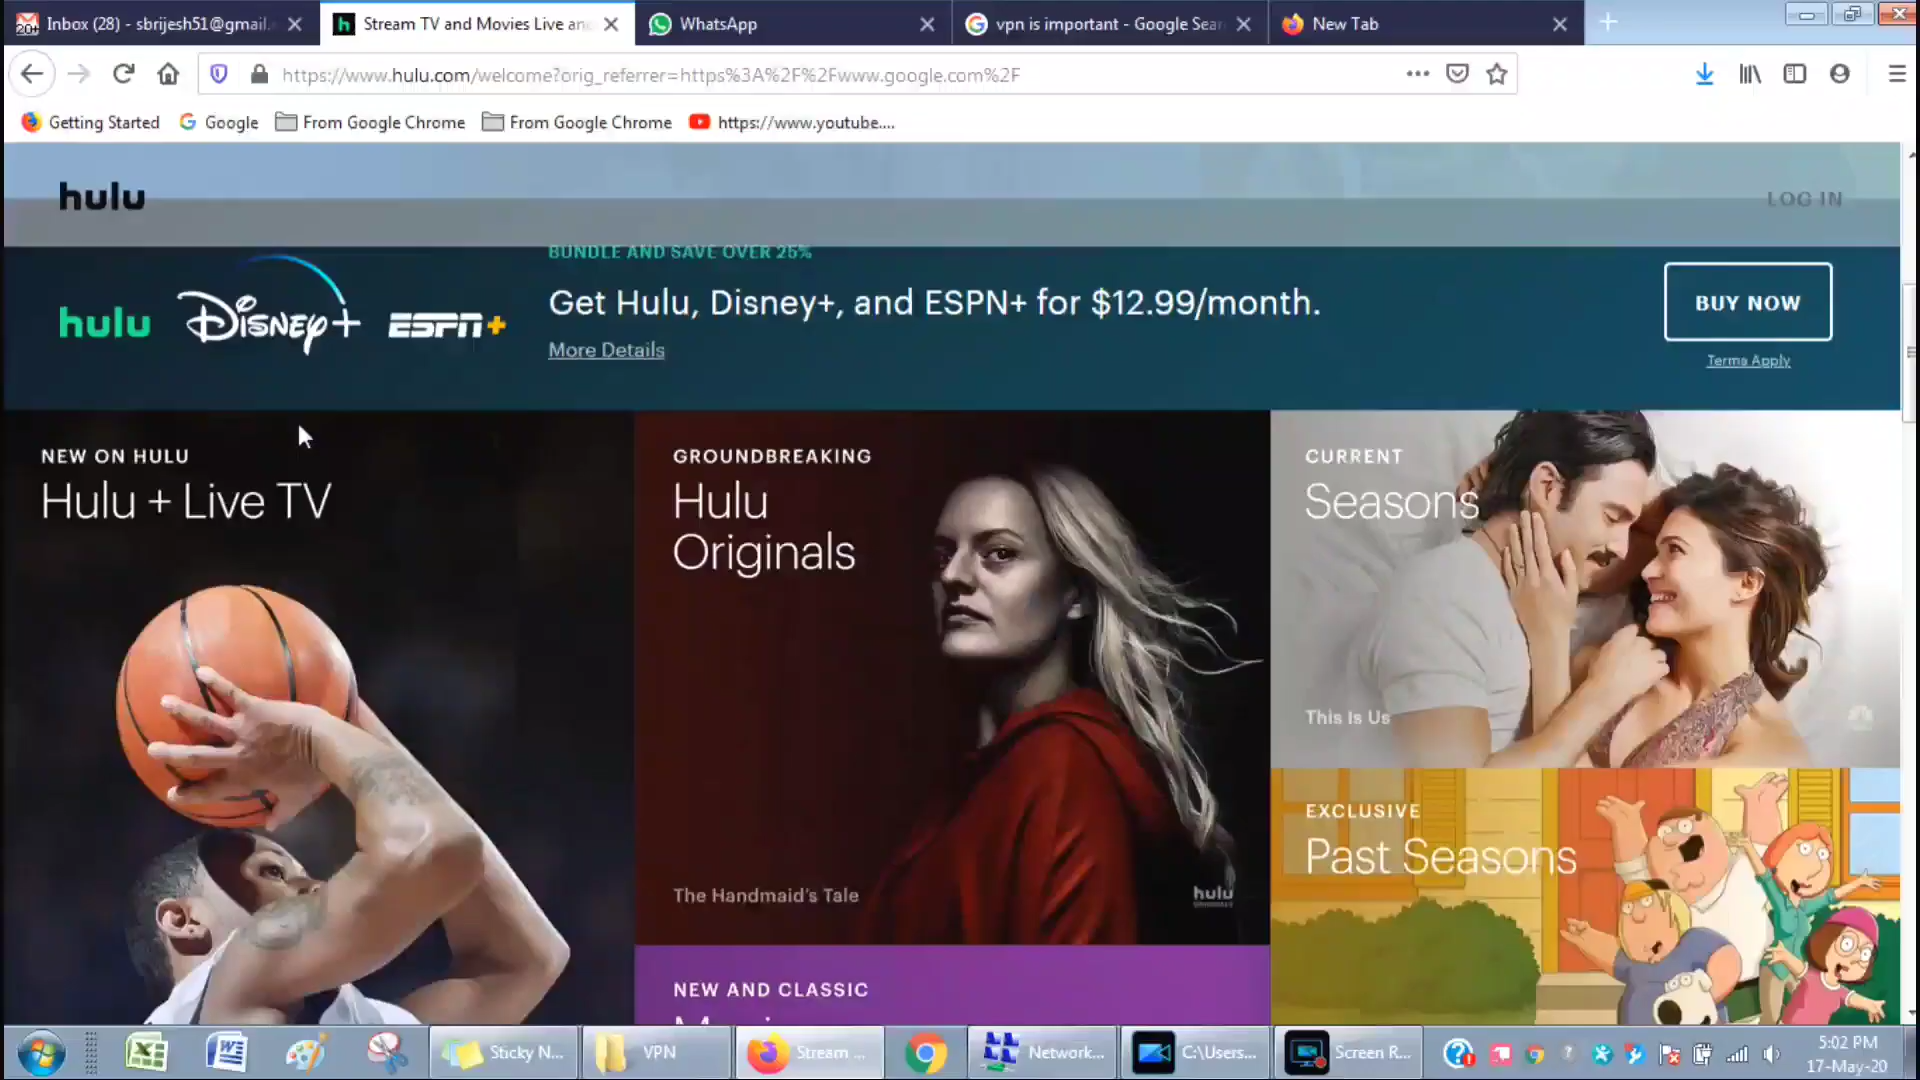 Inbox (28) - sbrijesh51@gmail.
Stream TV and Movies Live an
WhatsApp
vpn is important - Google Sear
New Tab
https://www.hulu.com/welcome?orig_referrer=https%3A%2F%2Fwww.google.com%2F
Getting Started
Google
From Google Chrome
From Google Chrome
https://www.youtube....
hulu
LOG IN
BUNDLE AND SAVE OVER 25%
hulu
Disney+
ESPN+
Get Hulu, Disney+, and ESPN+ for $12.99/month.
More Details
BUY NOW
Terms Apply
NEW ON HULU
Hulu + Live TV
GROUNDBREAKING
Hulu
Originals
The Handmaid's Tale
hulu
ORIGINALS
CURRENT
Seasons
This Is Us
EXCLUSIVE
Past Seasons
NEW AND CLASSIC
Sticky N...
VPN
Stream ...
Network...
C:\Users...
Screen R...
5:02 PM
17-May-20